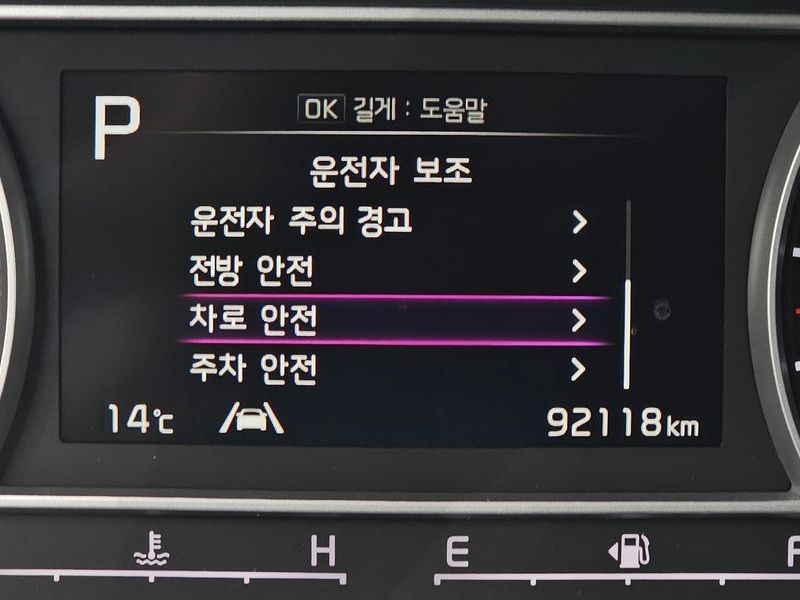 P
OK 길게 : 도움말
운전자 보조
운전자 주의 경고
전방 안전
차로 안전
주차 안전
14℃ 92118km
H E F